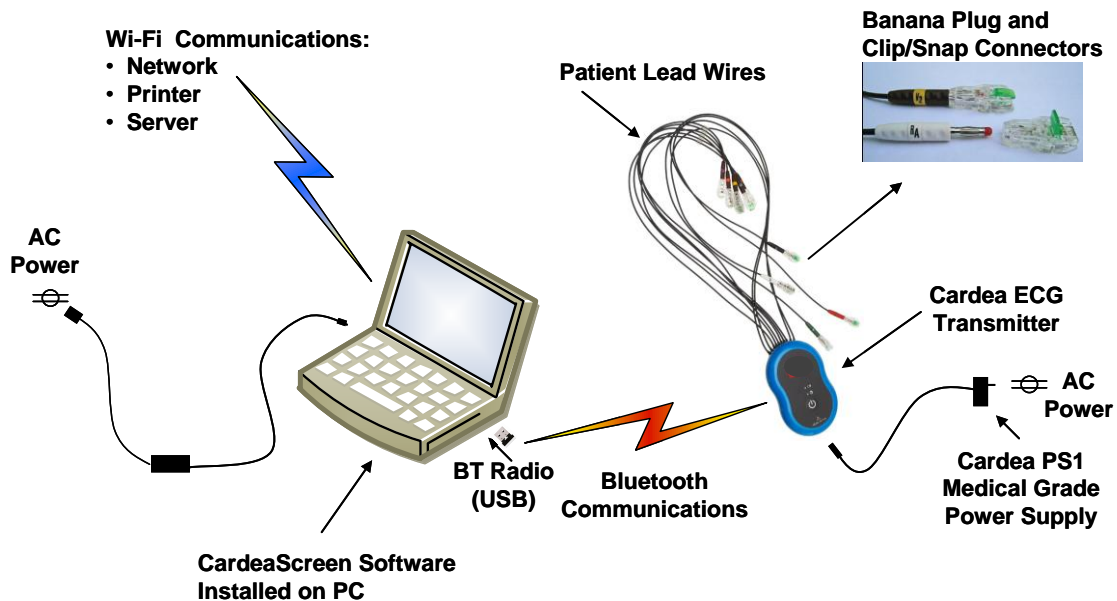 Wi-Fi Communications:
• Network
• Printer
• Server
Patient Lead Wires
Banana Plug and
Clip/Snap Connectors
V2
RA
AC
Power
Cardea ECG
Transmitter
AC
Power
BT Radio
(USB)
Bluetooth
Communications
Cardea PS1
Medical Grade
Power Supply
CardeaScreen Software
Installed on PC